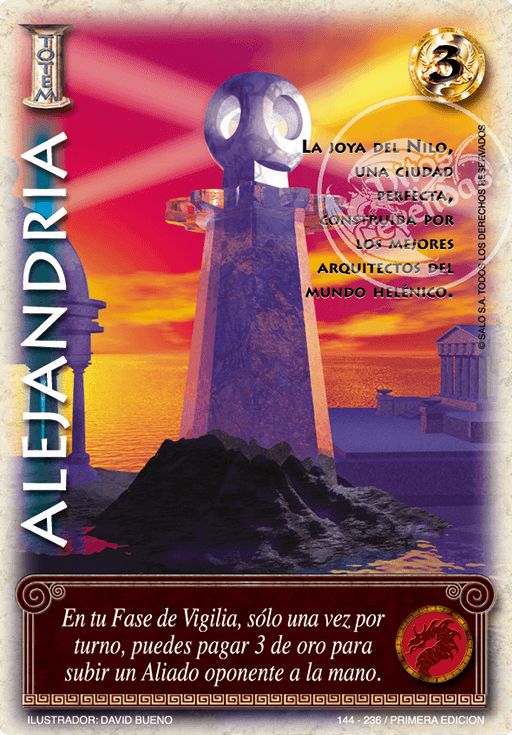 TOTEM
3
ALEJANDRIA
LA JOYA DEL NILO,
UNA CIUDAD
PERFECTA,
CONSTRUIDA POR
LOS MEJORES
ARQUITECTOS DEL
MUNDO HELÉNICO.
© SALO S.A. TODOS LOS DERECHOS RESERVADOS
En tu Fase de Vigilia, sólo una vez por
turno, puedes pagar 3 de oro para
subir un Aliado oponente a la mano.
ILUSTRADOR: DAVID BUENO
144 - 236 / PRIMERA EDICION